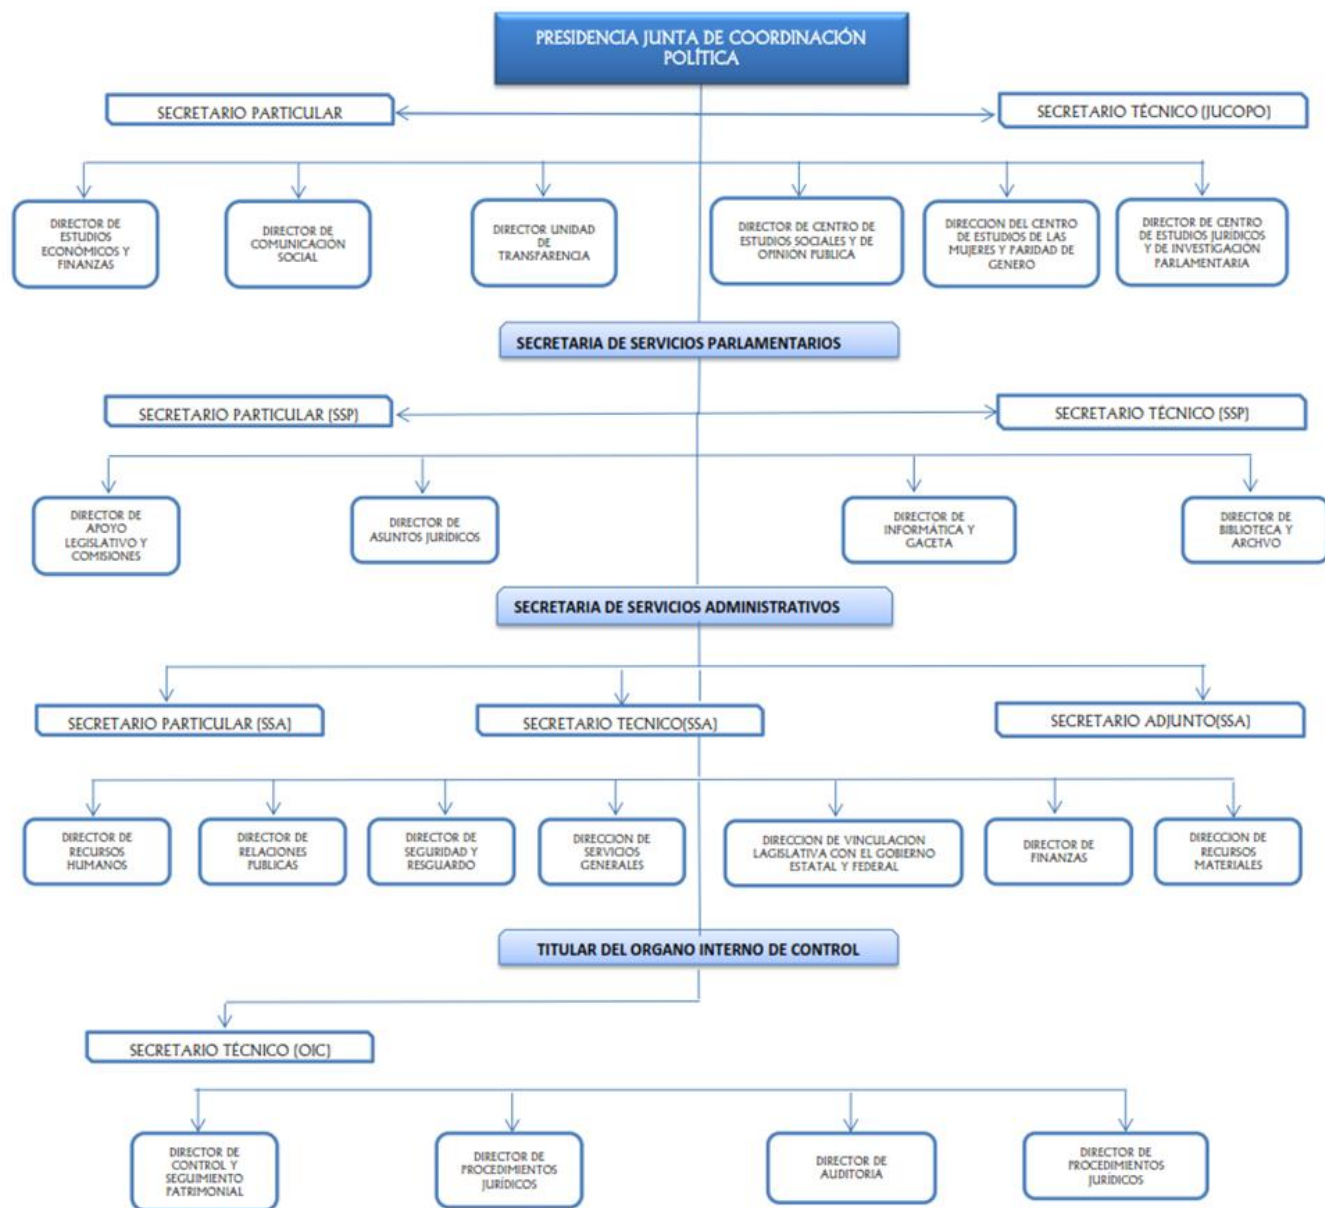 PRESIDENCIA JUNTA DE COORDINACIÓN
POLÍTICA
SECRETARIO PARTICULAR
SECRETARIO TÉCNICO (JUCOPO)
DIRECTOR DE
ESTUDIOS
ECONÓMICOS Y
FINANZAS
DIRECTOR DE
COMUNICACIÓN
SOCIAL
DIRECTOR UNIDAD
DE
TRANSPARENCIA
DIRECTOR DE CENTRO DE
ESTUDIOS SOCIALES Y DE
OPINIÓN PUBLICA
DIRECCION DEL CENTRO
DE ESTUDIOS DE LAS
MUJERES Y PARIDAD DE
GENERO
DIRECTOR DE CENTRO
DE ESTUDIOS JURÍDICOS
Y DE INVESTIGACIÓN
PARLAMENTARIA
SECRETARIA DE SERVICIOS PARLAMENTARIOS
SECRETARIO PARTICULAR (SSP)
SECRETARIO TÉCNICO (SSP)
DIRECTOR DE
APOYO
LEGISLATIVO Y
COMISIONES
DIRECTOR DE
ASUNTOS JURÍDICOS
DIRECTOR DE
INFORMÁTICA Y
GACETA
DIRECTOR DE
BIBLIOTECA Y
ARCHVO
SECRETARIA DE SERVICIOS ADMINISTRATIVOS
SECRETARIO PARTICULAR (SSA)
SECRETARIO TECNICO(SSA)
SECRETARIO ADJUNTO(SSA)
DIRECTOR DE
RECURSOS
HUMANOS
DIRECTOR DE
RELACIONES
PUBLICAS
DIRECTOR DE
SEGURIDAD Y
RESGUARDO
DIRECCIÓN DE
SERVICIOS
GENERALES
DIRECCION DE VINCULACION
LAGISLATIVA CON EL GOBIERNO
ESTATAL Y FEDERAL
DIRECTOR DE
FINANZAS
DIRECCION DE
RECURSOS
MATERIALES
TITULAR DEL ORGANO INTERNO DE CONTROL
SECRETARIO TÉCNICO (OIC)
DIRECTOR DE
CONTROL Y
SEGUIMIENTO
PATRIMONIAL
DIRECTOR DE
PROCEDIMIENTOS
JURÍDICOS
DIRECTOR DE
AUDITORIA
DIRECTOR DE
PROCEDIMIENTOS
JURÍDICOS